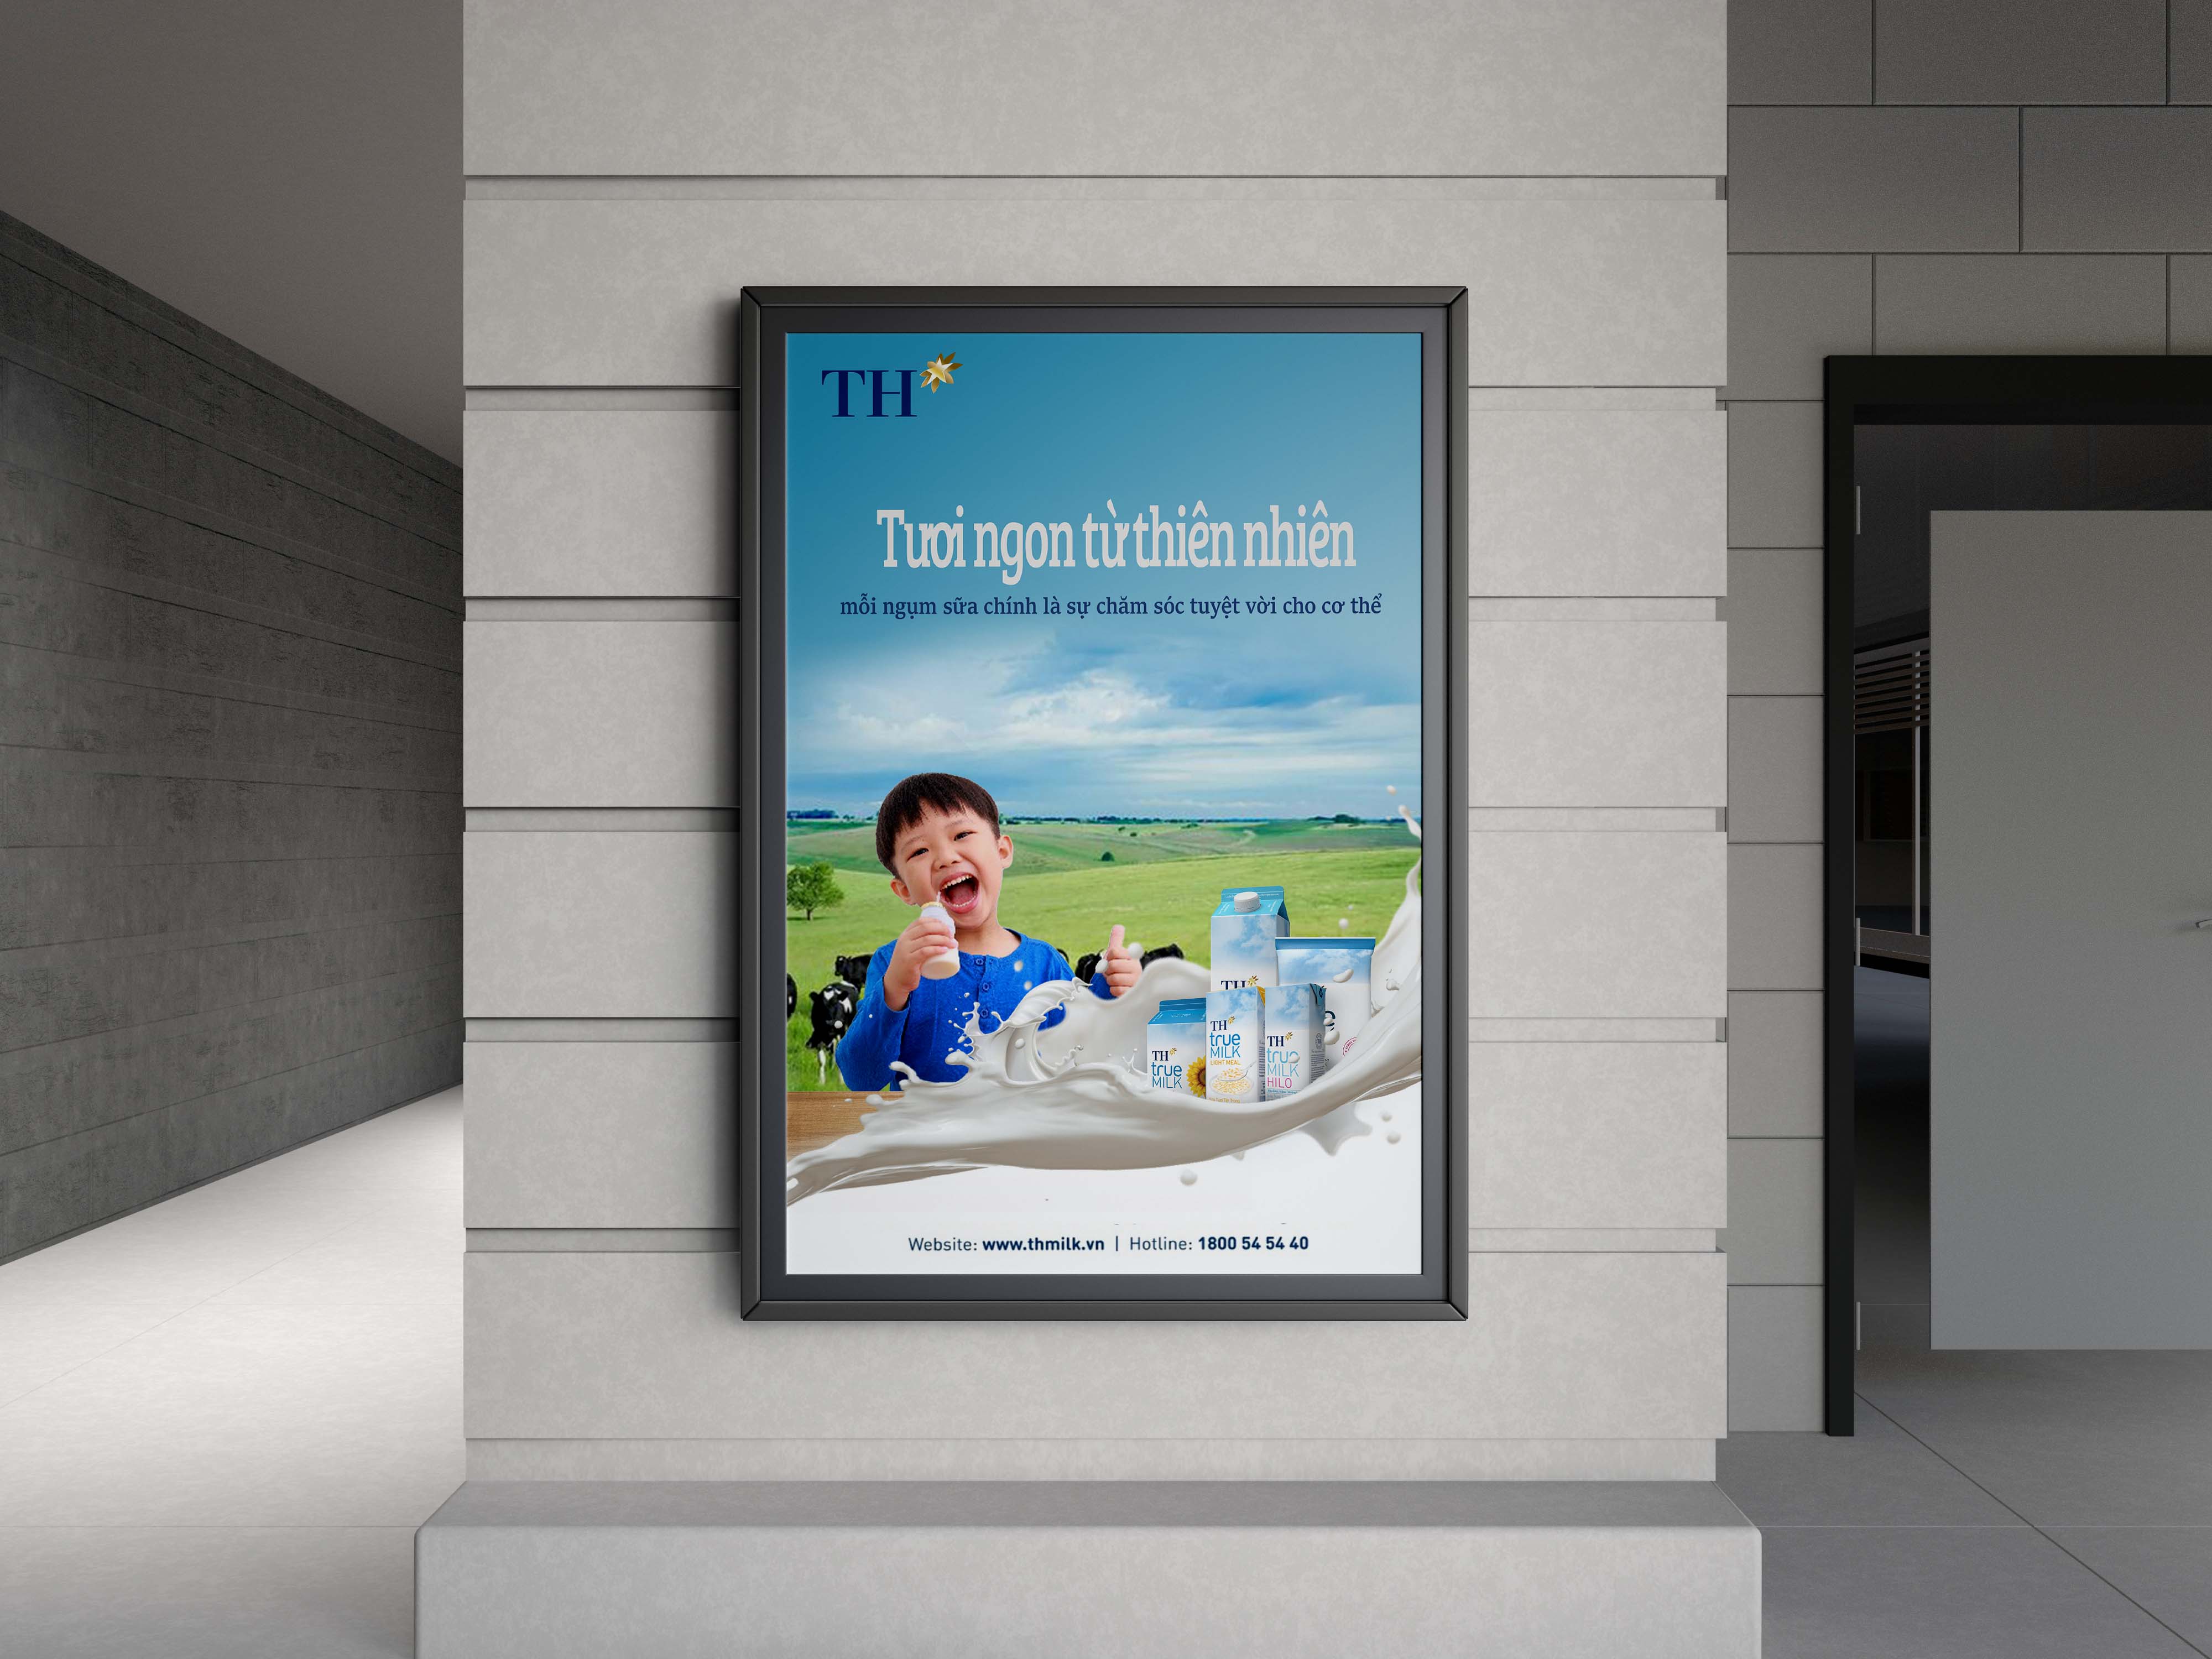 TH
Tươi ngon từ thiên nhiên
mỗi ngụm sữa chính là sự chăm sóc tuyệt vời cho cơ thể
TH
TH
true
MILK
TH
true
MILK
LIGHT MEAL
TH
true
MILK
HILO
e
Website: www.thmilk.vn | Hotline: 1800 54 54 40